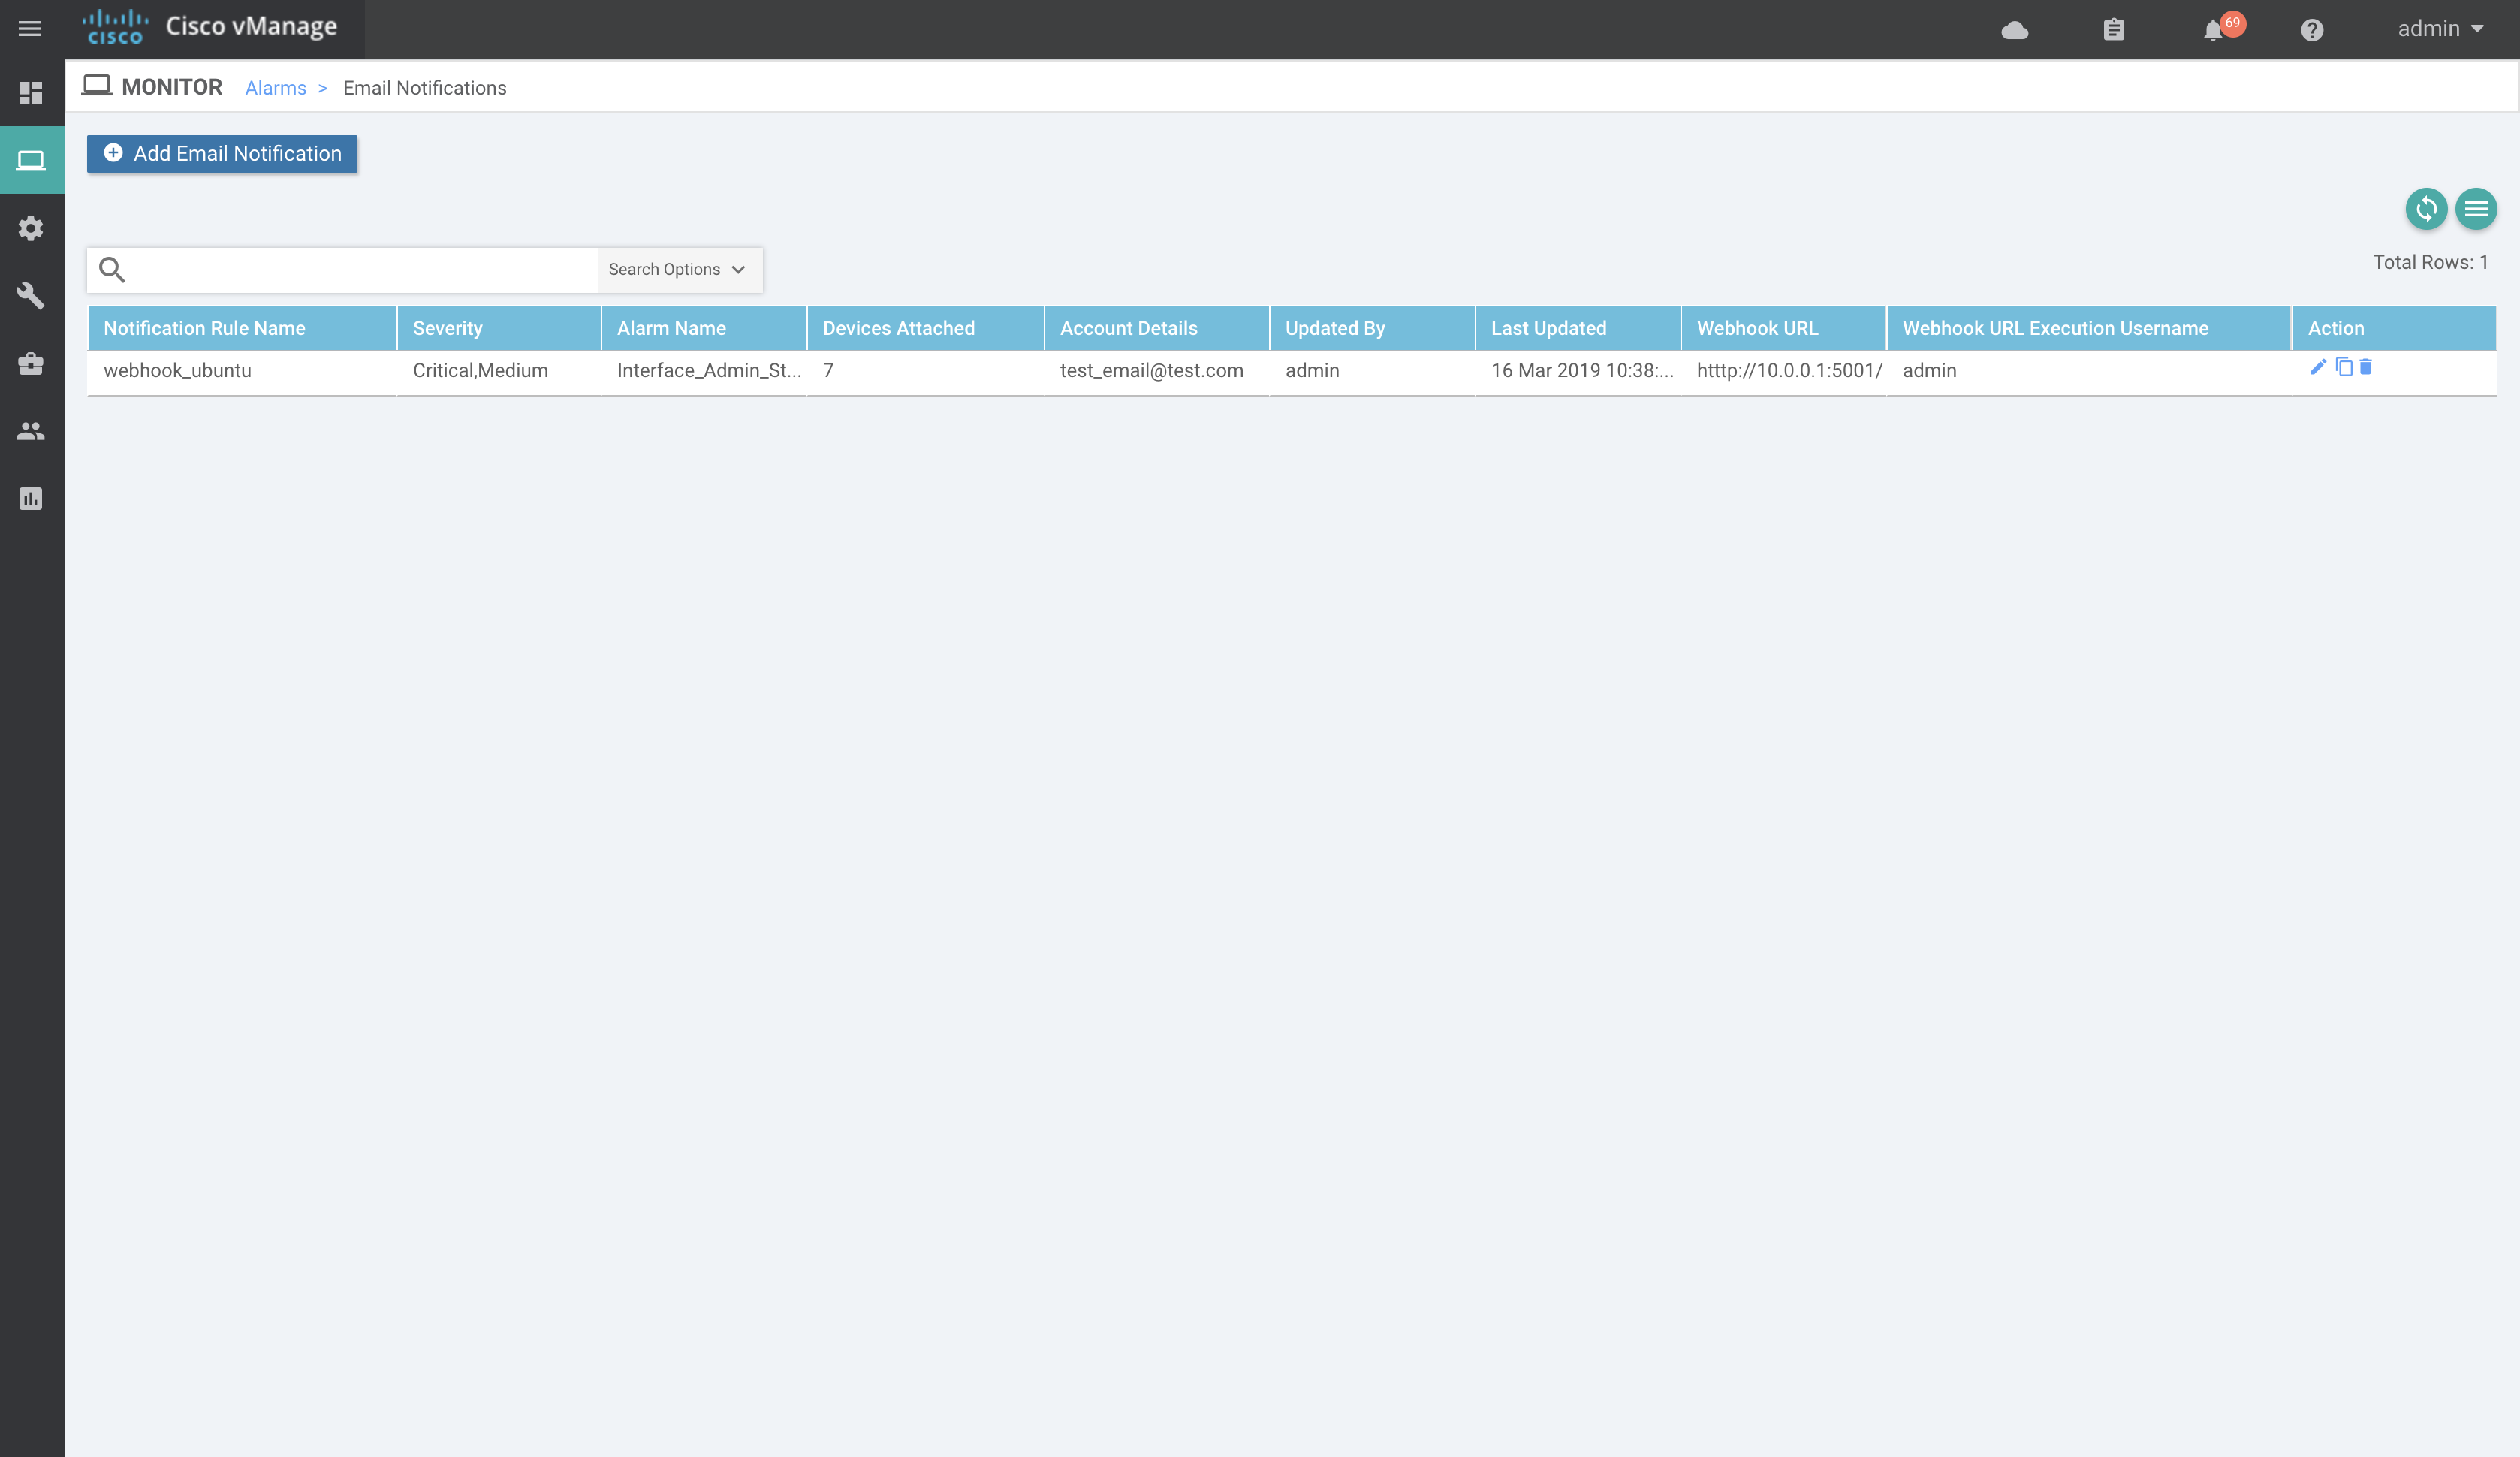 CISCO Cisco vManage 69 admin
MONITOR Alarms > Email Notifications
Add Email Notification
Search Options
Total Rows: 1
Notification Rule Name Severity Alarm Name Devices Attached Account Details Updated By Last Updated Webhook URL Webhook URL Execution Username Action
webhook_ubuntu Critical,Medium Interface_Admin_St... 7 test_email@test.com admin 16 Mar 2019 10:38:... htttp://10.0.0.1:5001/ admin